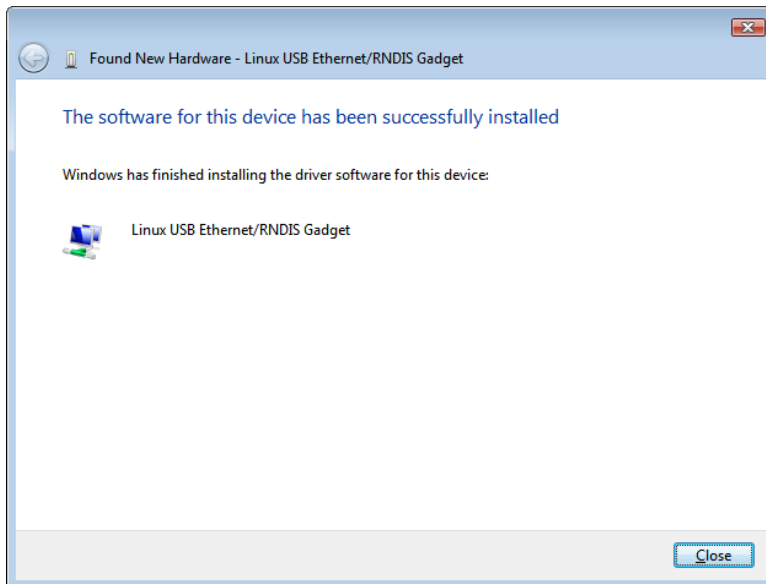 Found New Hardware - Linux USB Ethernet/RNDIS Gadget
The software for this device has been successfully installed
Windows has finished installing the driver software for this device:
Linux USB Ethernet/RNDIS Gadget
Close